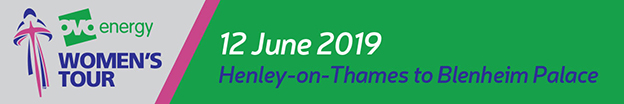 ovo energy
WOMEN'S
TOUR
12 June 2019
Henley-on-Thames to Blenheim Palace